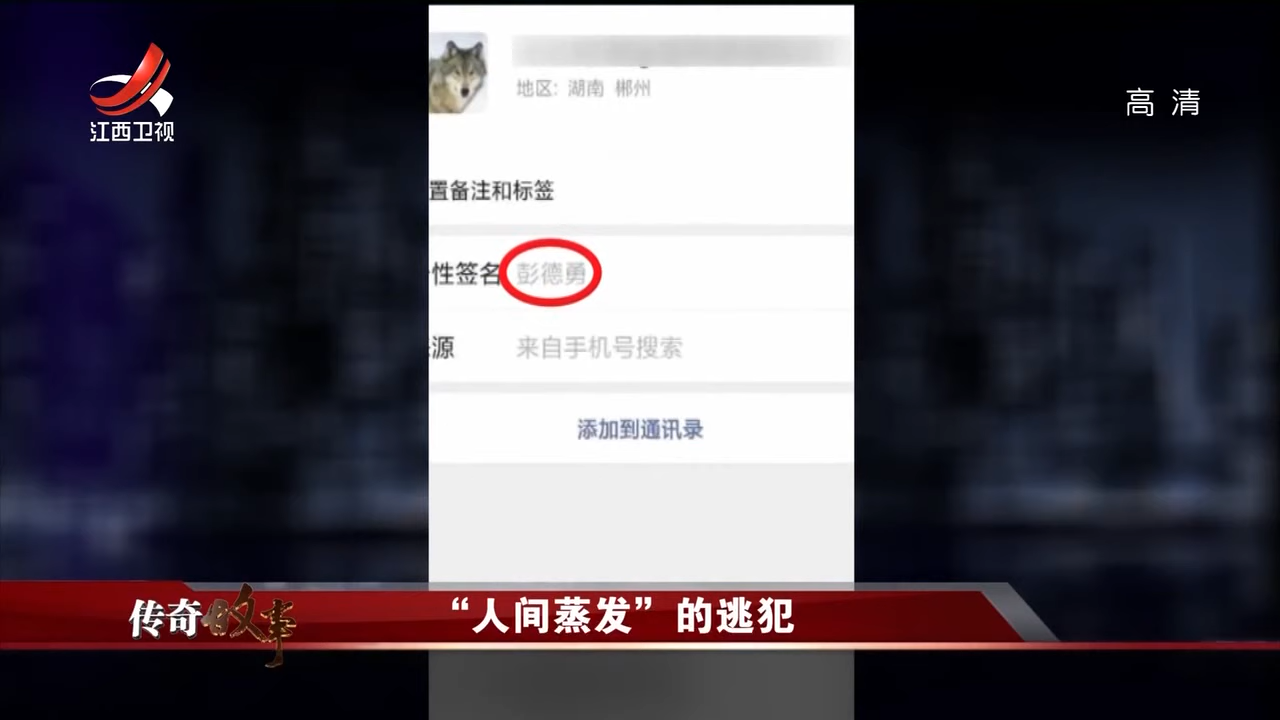 江西卫视
高清
地区: 湖南 郴州
置备注和标签
性签名 彭德勇
源 来自手机号搜索
添加到通讯录
传奇故事
“人间蒸发”的逃犯